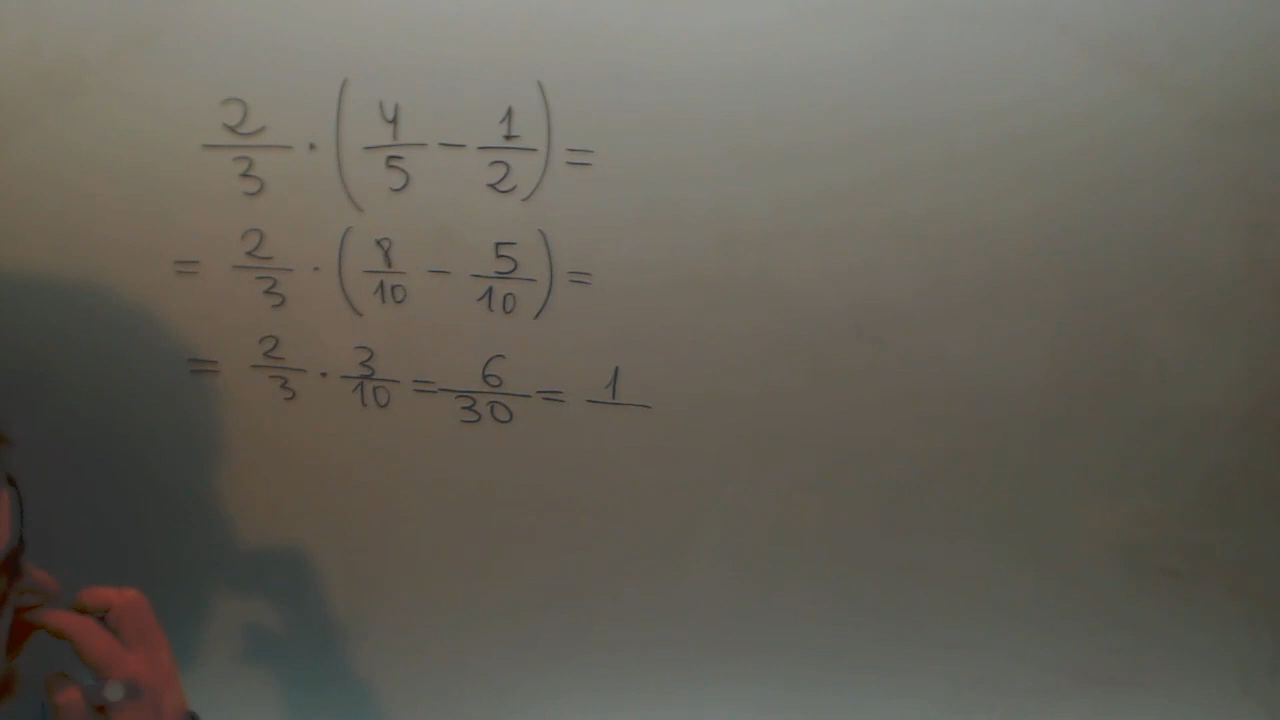 2/3 · (4/5 - 1/2) =
= 2/3 · (8/10 - 5/10) =
= 2/3 · 3/10 = 6/30 = 1/